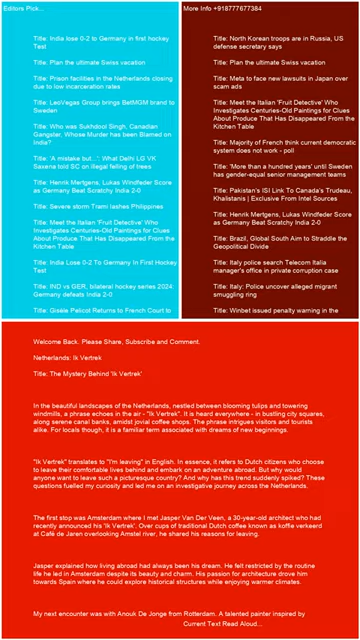 Editors Pick...
Title: India lose 0-2 to Germany in first hockey
Test
Title: Plan the ultimate Swiss vacation
Title: Prison facilities in the Netherlands closing
due to low incarceration rates
Title: LeoVegas Group brings BetMGM brand to
Sweden
Title: Who was Sukhdool Singh, Canadian
Gangster, Whose Murder has been Blamed on
India?
Title: 'A mistake but...': What Delhi LG VK
Saxena told SC on illegal felling of trees
Title: Henrik Mertgens, Lukas Windfeder Score
as Germany Beat Scratchy India 2-0
Title: Severe storm Trami lashes Philippines
Title: Meet the Italian 'Fruit Detective' Who
Investigates Centuries-Old Paintings for Clues
About Produce That Has Disappeared From the
Kitchen Table
Title: India Lose 0-2 To Germany In First Hockey
Test
Title: IND vs GER, bilateral hockey series 2024:
Germany defeats India 2-0
Title: Gisèle Pelicot Returns to French Court to
More Info +918777677384
Title: North Korean troops are in Russia, US
defense secretary says
Title: Plan the ultimate Swiss vacation
Title: Meta to face new lawsuits in Japan over
scam ads
Title: Meet the Italian 'Fruit Detective' Who
Investigates Centuries-Old Paintings for Clues
About Produce That Has Disappeared From the
Kitchen Table
Title: Majority of French think current democratic
system does not work - poll
Title: 'More than a hundred years' until Sweden
has gender-equal senior management teams
Title: Pakistan's ISI Link To Canada's Trudeau,
Khalistanis | Exclusive From Intel Sources
Title: Henrik Mertgens, Lukas Windfeder Score
as Germany Beat Scratchy India 2-0
Title: Brazil, Global South Aim to Straddle the
Geopolitical Divide
Title: Italy police search Telecom Italia
manager's office in private corruption case
Title: Italy: Police uncover alleged migrant
smuggling ring
Title: Winbet issued penalty warning in the
Welcome Back. Please Share, Subscribe and Comment.
Netherlands: Ik Vertrek
Title: The Mystery Behind 'Ik Vertrek'
In the beautiful landscapes of the Netherlands, nestled between blooming tulips and towering
windmills, a phrase echoes in the air - "Ik Vertrek". It is heard everywhere - in bustling city squares,
along serene canal banks, amidst jovial coffee shops. The phrase intrigues visitors and tourists
alike. For locals though, it is a familiar term associated with dreams of new beginnings.
"Ik Vertrek" translates to "I'm leaving" in English. In essence, it refers to Dutch citizens who choose
to leave their comfortable lives behind and embark on an adventure abroad. But why would
anyone want to leave such a picturesque country? And why has this trend suddenly spiked? These
questions fuelled my curiosity and led me on an investigative journey across the Netherlands.
The first stop was Amsterdam where I met Jasper Van Der Veen, a 30-year-old architect who had
recently announced his 'Ik Vertrek'. Over cups of traditional Dutch coffee known as koffie verkeerd
at Café de Jaren overlooking Amstel river, he shared his reasons for leaving.
Jasper explained how living abroad had always been his dream. He felt restricted by the routine
life he led in Amsterdam despite its beauty and charm. His passion for architecture drove him
towards Spain where he could explore historical structures while enjoying warmer climates.
My next encounter was with Anouk De Jonge from Rotterdam. A talented painter inspired by
Current Text Read Aloud...